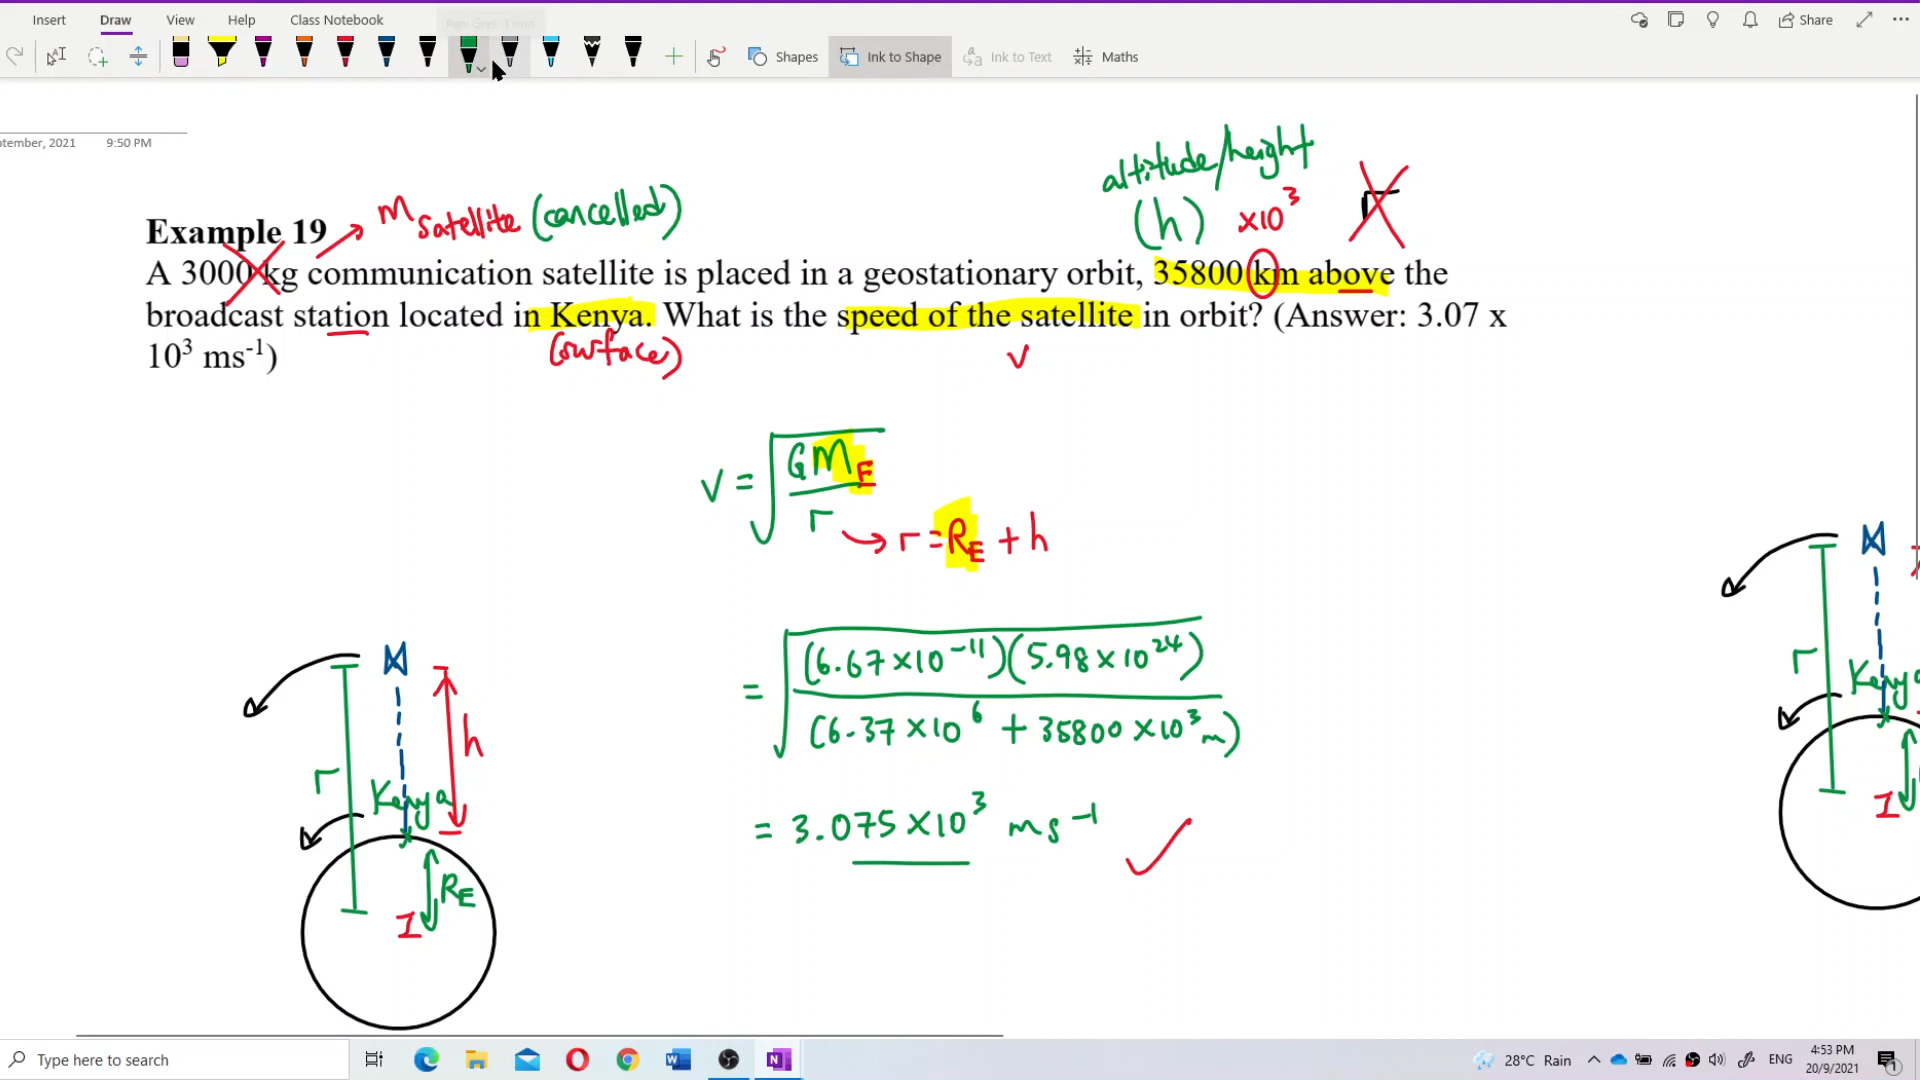 Insert Draw View Help Class Notebook
Share
Shapes Ink to Shape Ink to Text Maths
tember, 2021 9:50 PM
altitude/height
(h) ×10³
m satellite (cancelled)
Example 19
A 3000 kg communication satellite is placed in a geostationary orbit, 35800 km above the
broadcast station located in Kenya. What is the speed of the satellite in orbit? (Answer: 3.07 x
10³ ms⁻¹)
(surface)
v
v = √(GM_E / r)
→ r = R_E + h
= √((6.67×10⁻¹¹)(5.98×10²⁴) / (6.37×10⁶ + 35800×10³ m))
= 3.075×10³ ms⁻¹
r
h
Kenya
R_E
r
Kenya
Type here to search
28°C Rain
ENG
4:53 PM
20/9/2021
1